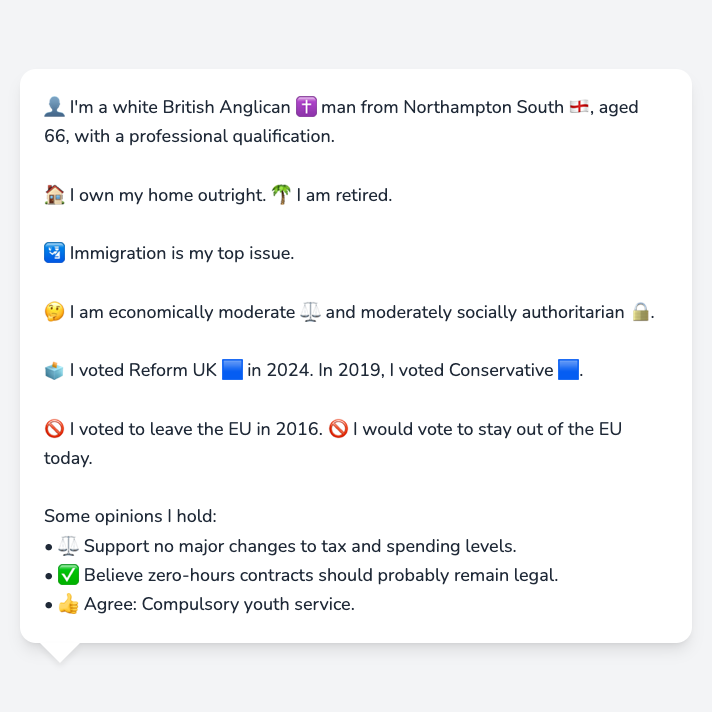 👤 I'm a white British Anglican ✝️ man from Northampton South 🏴󠁧󠁢󠁥󠁮󠁧󠁿, aged
66, with a professional qualification.
🏠 I own my home outright. 🌴 I am retired.
🛂 Immigration is my top issue.
🤔 I am economically moderate ⚖️ and moderately socially authoritarian 🔒.
🗳️ I voted Reform UK 🟦 in 2024. In 2019, I voted Conservative 🟦.
🚫 I voted to leave the EU in 2016. 🚫 I would vote to stay out of the EU
today.
Some opinions I hold:
• ⚖️ Support no major changes to tax and spending levels.
• ✅ Believe zero-hours contracts should probably remain legal.
• 👍 Agree: Compulsory youth service.